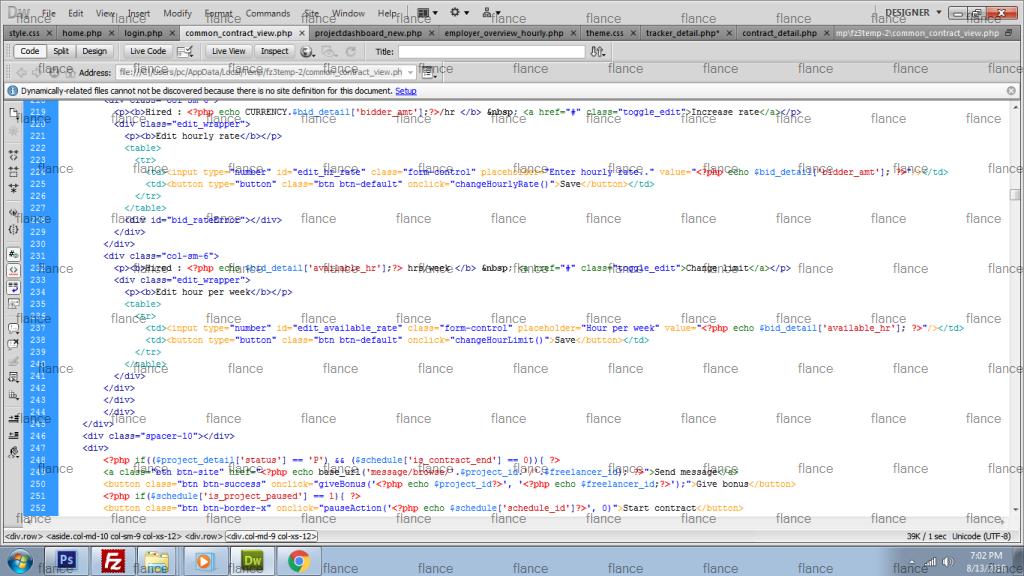 Dw File Edit View Insert Modify Format Commands Site Window Help DESIGNER
style.css home.php login.php common_contract_view.php projectdashboard_new.php employer_overview_hourly.php theme.css tracker_detail.php* contract_detail.php mp\fz3temp-2\common_contract_view.php
Code Split Design Live Code Live View Inspect Title:
Address: file:///C|/Users/pc/AppData/Local/Temp/fz3temp-2/common_contract_view.ph
Dynamically-related files cannot not be discovered because there is no site definition for this document. Setup
218 <div class="col-sm-6">
219 <p><b>Hired : <?php echo CURRENCY.$bid_detail['bidder_amt'];?>/hr </b> &nbsp; <a href="#" class="toggle_edit">Increase rate</a></p>
220 <div class="edit_wrapper">
221 <p><b>Edit hourly rate</b></p>
222 <table>
223 <tr>
224 <td><input type="number" id="edit_hr_rate" class="form-control" placeholder="Enter hourly rate.." value="<?php echo $bid_detail['bidder_amt']; ?>"/></td>
225 <td><button type="button" class="btn btn-default" onclick="changeHourlyRate()">Save</button></td>
226 </tr>
227 </table>
228 <div id="bid_rateError"></div>
229 </div>
230 </div>
231 <div class="col-sm-6">
232 <p><b>Hired : <?php echo $bid_detail['available_hr'];?> hrs/week </b> &nbsp; <a href="#" class="toggle_edit">Change limit</a></p>
233 <div class="edit_wrapper">
234 <p><b>Edit hour per week</b></p>
235 <table>
236 <tr>
237 <td><input type="number" id="edit_available_rate" class="form-control" placeholder="Hour per week" value="<?php echo $bid_detail['available_hr']; ?>"/></td>
238 <td><button type="button" class="btn btn-default" onclick="changeHourLimit()">Save</button></td>
239 </tr>
240 </table>
241 </div>
242 </div>
243 </div>
244 </div>
245 </div>
246 <div class="spacer-10"></div>
247 <div>
248 <?php if(($project_detail['status'] == 'P') && ($schedule['is_contract_end'] == 0)){ ?>
249 <a class="btn btn-site" href="<?php echo base_url('message/browse/'.$project_id.'/'.$freelancer_id); ?>">Send message</a>
250 <button class="btn btn-success" onclick="giveBonus('<?php echo $project_id?>', '<?php echo $freelancer_id;?>');">Give bonus</button>
251 <?php if($schedule['is_project_paused'] == 1){ ?>
252 <button class="btn btn-border-x" onclick="pauseAction('<?php echo $schedule['schedule_id']?>', 0)">Start contract</button>
<div.row> <aside.col-md-10 col-sm-9 col-xs-12> <div.row> <div.col-md-9 col-xs-12> 39K / 1 sec Unicode (UTF-8)
Ps Fz Dw 7:02 PM
flance